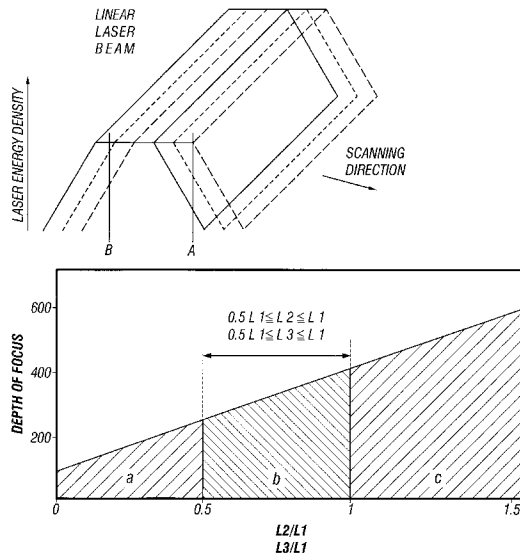 LINEAR
LASER
BEAM
LASER ENERGY DENSITY
SCANNING
DIRECTION
B
A
0.5 L 1 ≦ L 2 ≦ L 1
0.5 L 1 ≦ L 3 ≦ L 1
600
400
200
DEPTH OF FOCUS
a
b
c
0
0.5
1
1.5
L2/L1
L3/L1